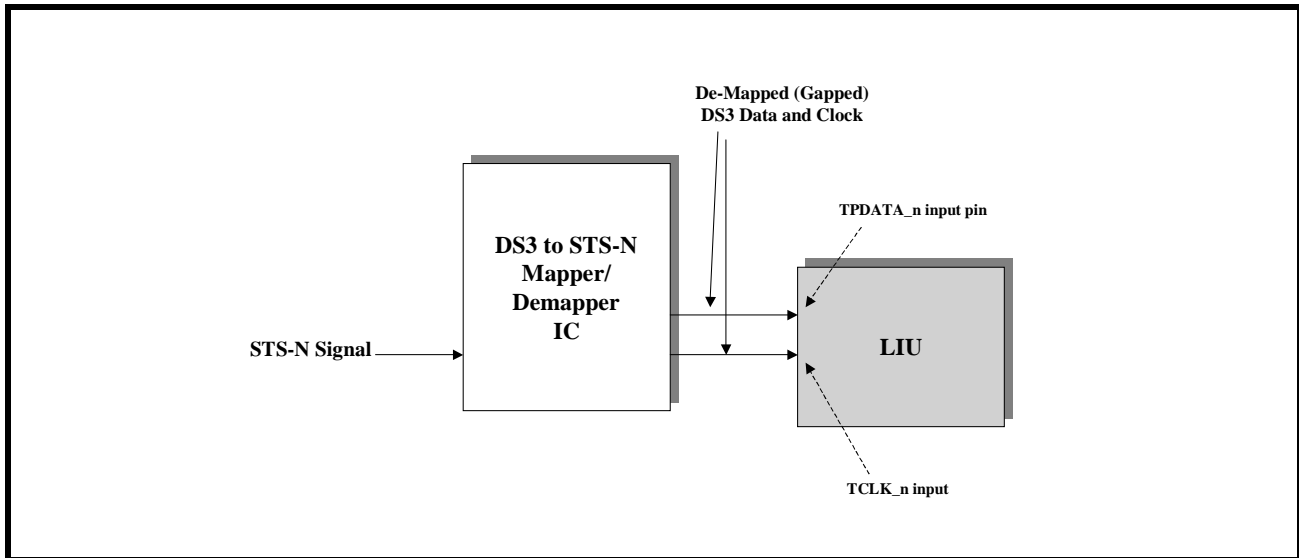 De-Mapped (Gapped)
DS3 Data and Clock
TPDATA_n input pin
DS3 to STS-N
Mapper/
Demapper
IC
STS-N Signal
LIU
TCLK_n input